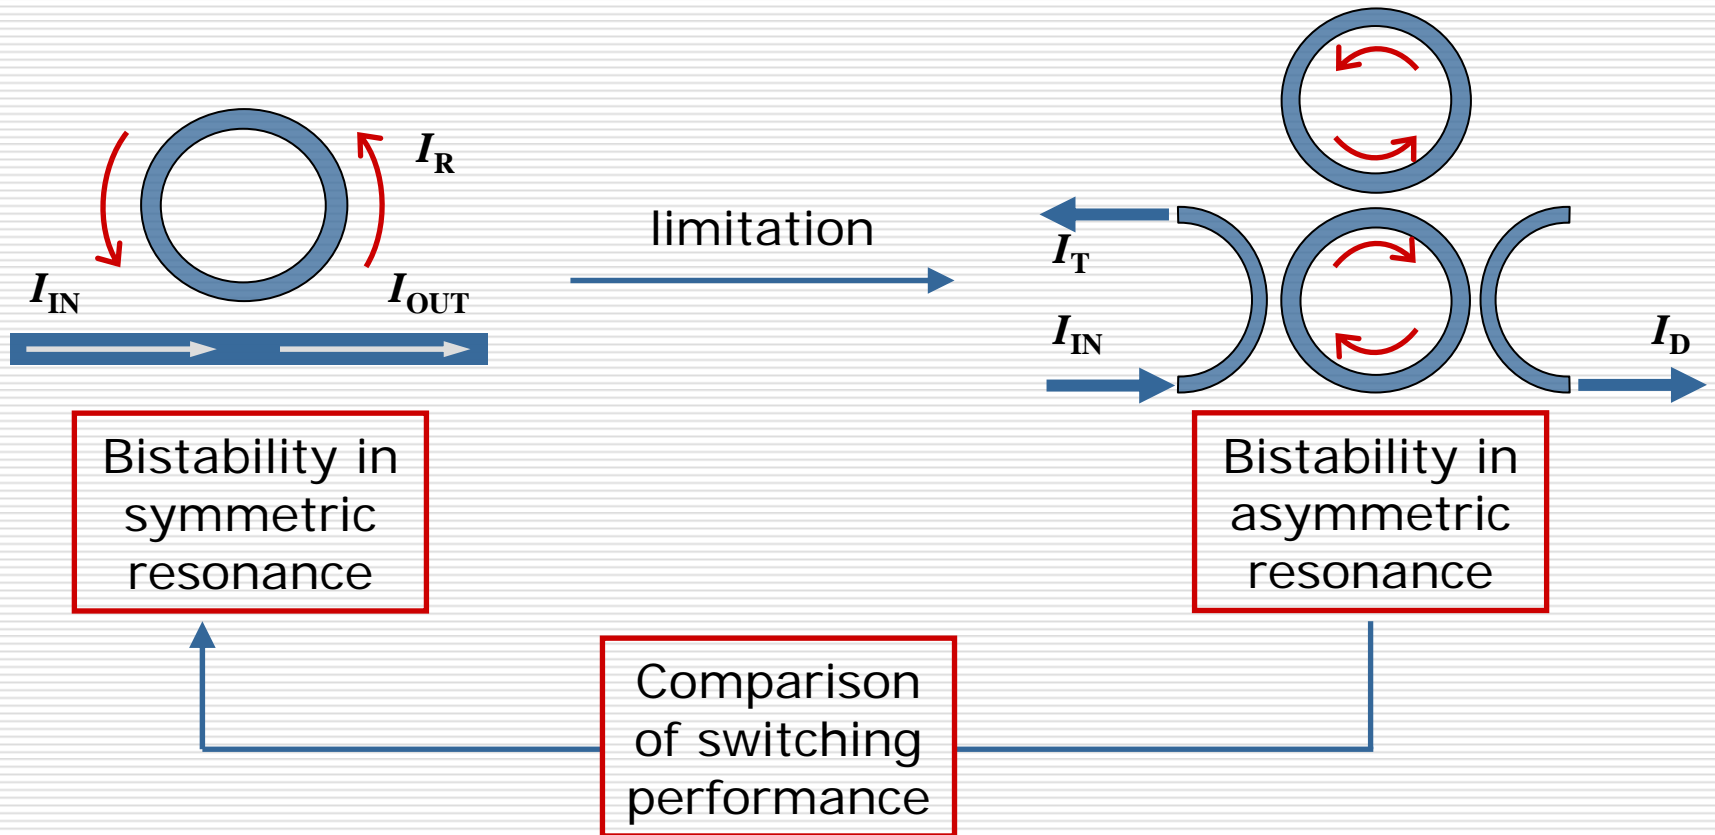 I_R
I_IN
I_OUT
limitation
I_T
I_IN
I_D
Bistability in
symmetric
resonance
Bistability in
asymmetric
resonance
Comparison
of switching
performance